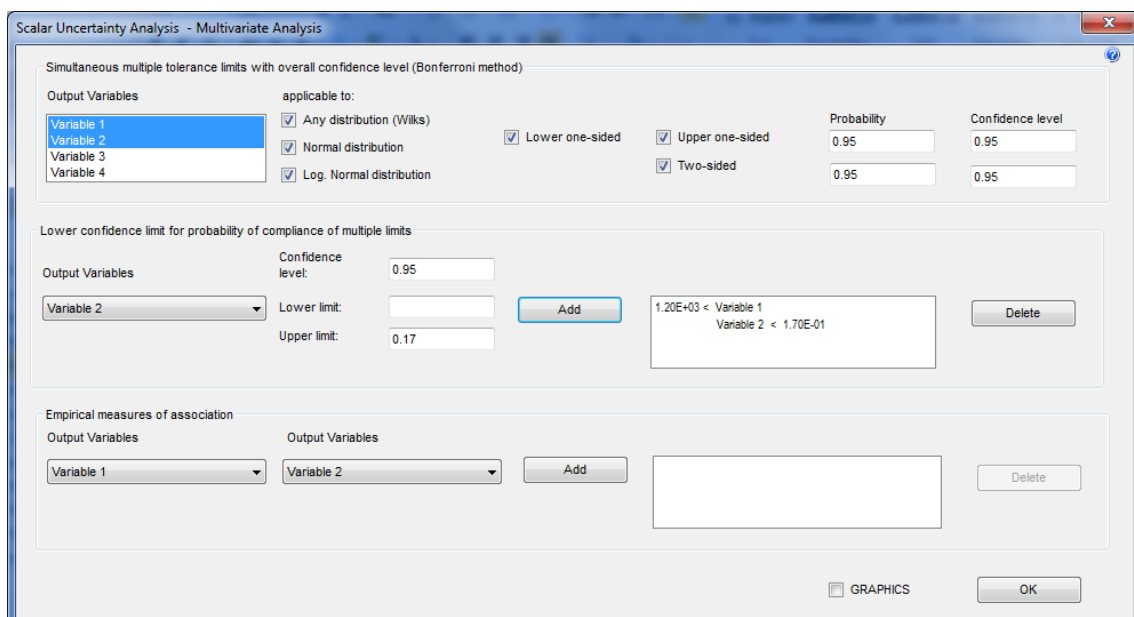 Scalar Uncertainty Analysis - Multivariate Analysis
Simultaneous multiple tolerance limits with overall confidence level (Bonferroni method)
Output Variables
Variable 1
Variable 2
Variable 3
Variable 4
applicable to:
Any distribution (Wilks)
Normal distribution
Log. Normal distribution
Lower one-sided
Upper one-sided
Two-sided
Probability
0.95
0.95
Confidence level
0.95
0.95
Lower confidence limit for probability of compliance of multiple limits
Output Variables
Variable 2
Confidence
level:
0.95
Lower limit:
Upper limit:
0.17
Add
1.20E+03 < Variable 1
Variable 2 < 1.70E-01
Delete
Empirical measures of association
Output Variables
Variable 1
Output Variables
Variable 2
Add
Delete
GRAPHICS
OK